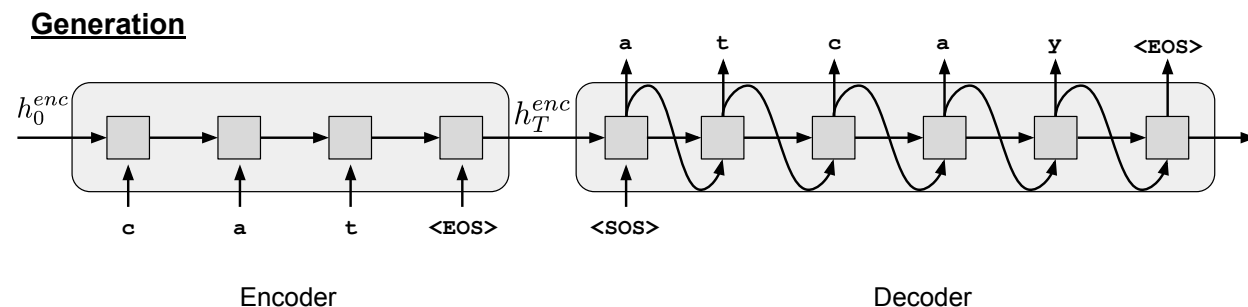 Generation
a t c a y <EOS>
h_0^{enc} h_T^{enc}
c a t <EOS> <SOS>
Encoder Decoder